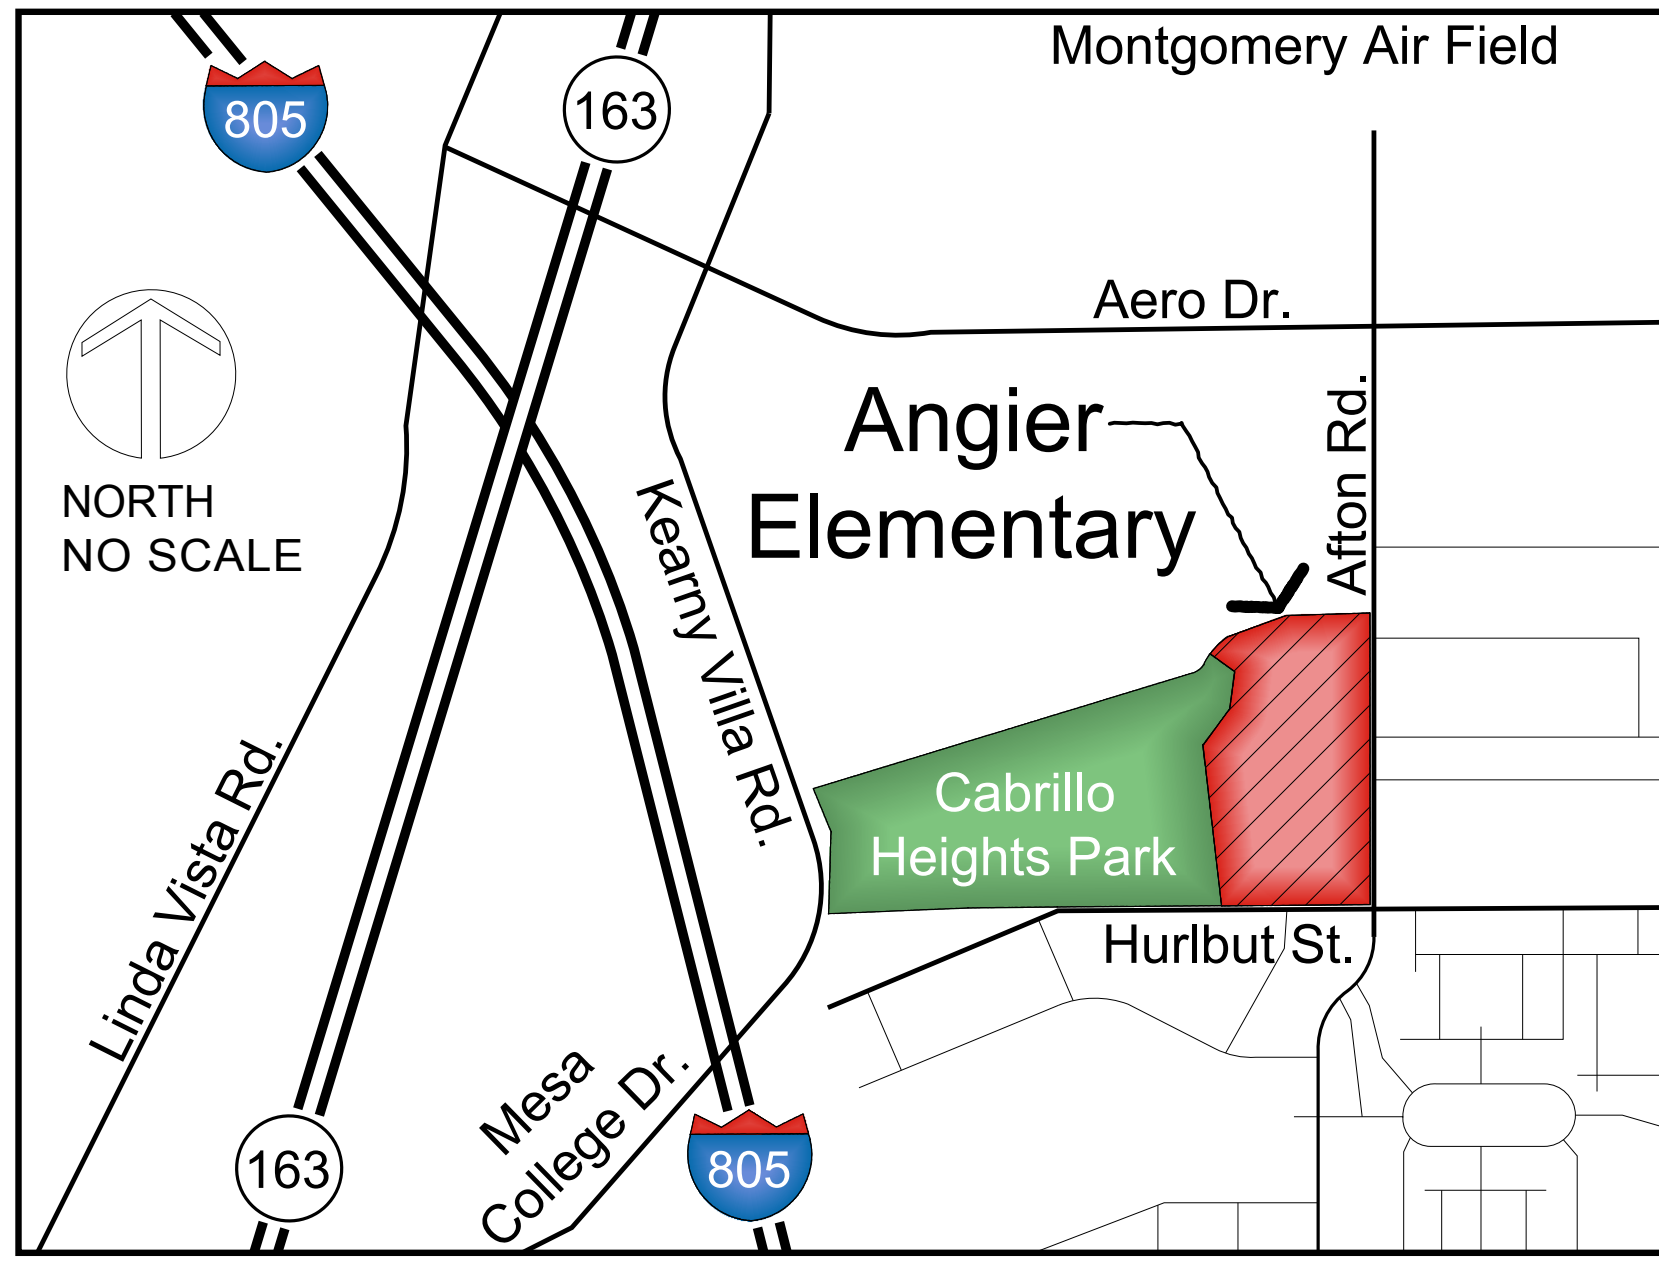 Montgomery Air Field
805
163
Aero Dr.
Angier
Elementary
Afton Rd.
NORTH
NO SCALE
Kearny Villa Rd.
Linda Vista Rd.
Cabrillo
Heights Park
Hurlbut St.
Mesa
College Dr.
163
805